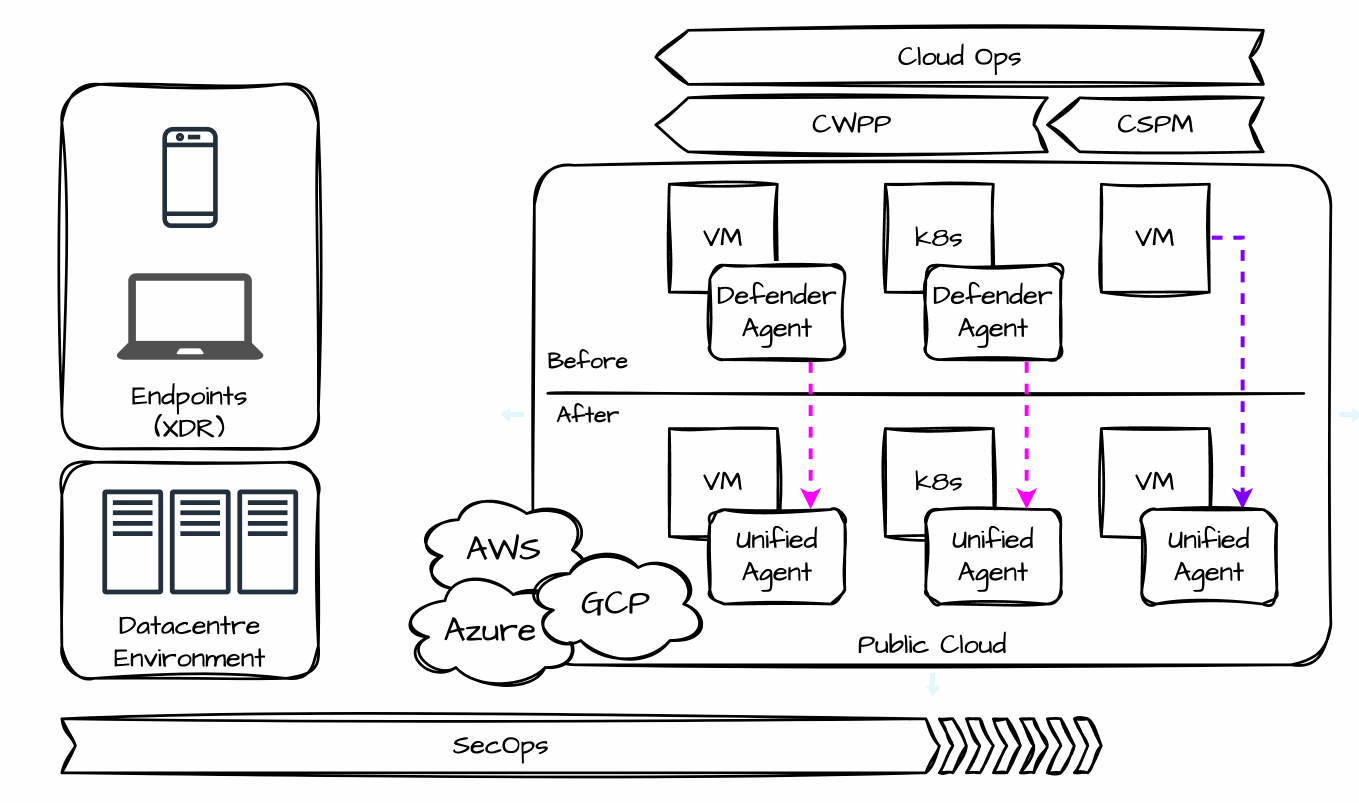 Cloud Ops
CWPP
CSPM
VM
k8s
VM
Defender
Agent
Defender
Agent
Before
After
Endpoints
(XDR)
VM
k8s
VM
Unified
Agent
Unified
Agent
Unified
Agent
AWS
GCP
Azure
Datacentre
Environment
Public Cloud
SecOps